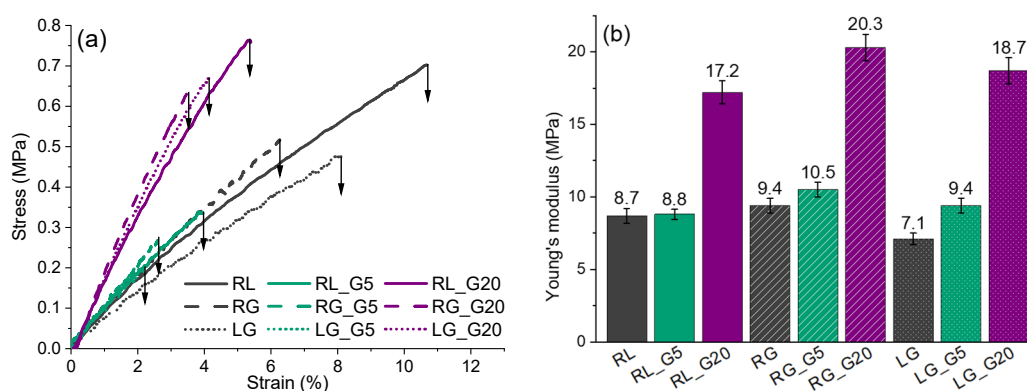 (a)
Stress (MPa)
0.8
0.7
0.6
0.5
0.4
0.3
0.2
0.1
0.0
RL RL_G5 RL_G20
RG RG_G5 RG_G20
LG LG_G5 LG_G20
0 2 4 6 8 10 12
Strain (%)
(b)
Young's modulus (MPa)
20
15
10
5
0
8.7 8.8 17.2 9.4 10.5 20.3 7.1 9.4 18.7
RL RL_G5 RL_G20 RG RG_G5 RG_G20 LG LG_G5 LG_G20